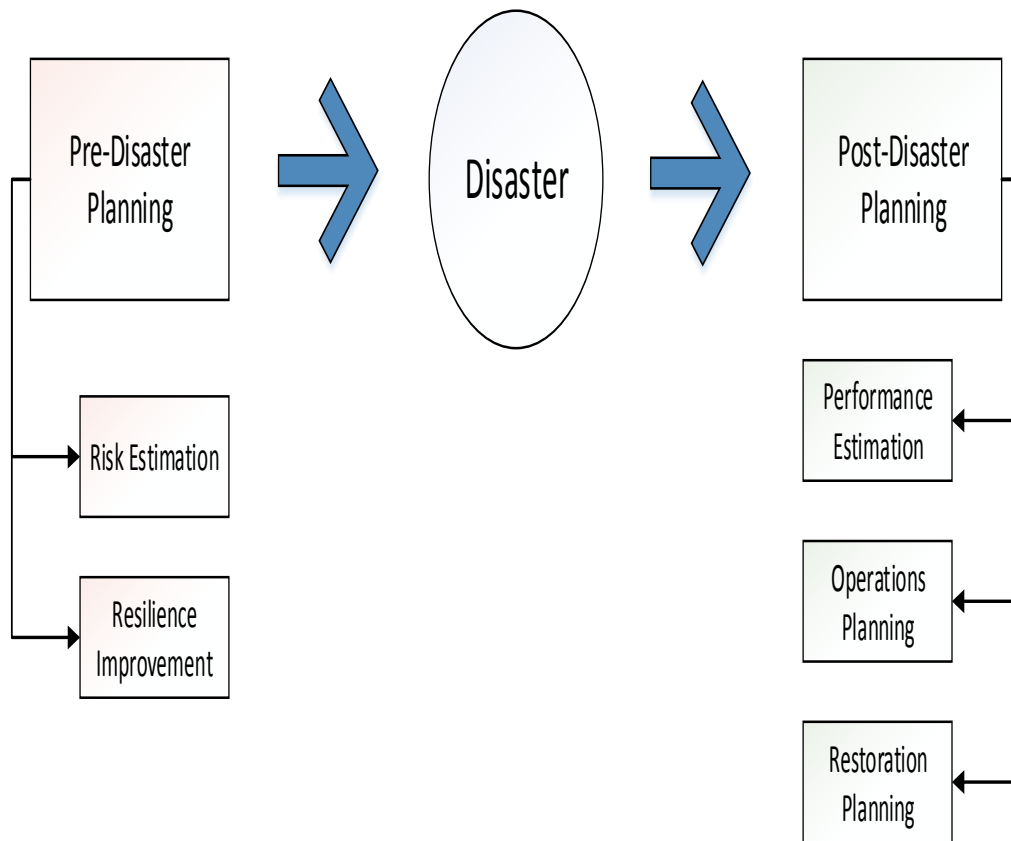 Pre-Disaster
Planning
Disaster
Post-Disaster
Planning
Risk Estimation
Resilience
Improvement
Performance
Estimation
Operations
Planning
Restoration
Planning